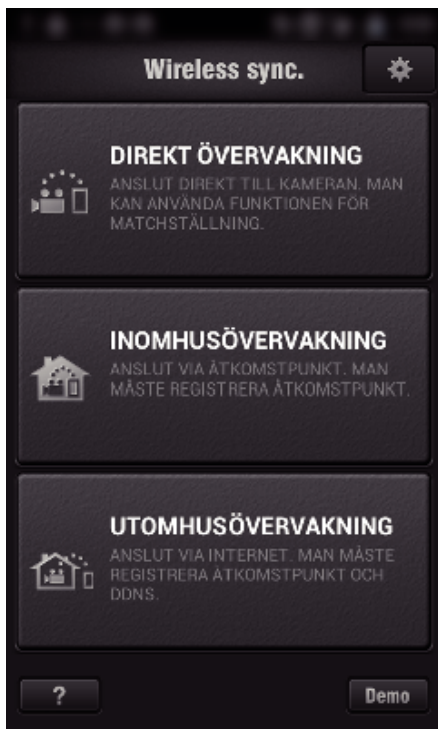 Wireless sync.
DIREKT ÖVERVAKNING
ANSLUT DIREKT TILL KAMERAN. MAN
KAN ANVÄNDA FUNKTIONEN FÖR
MATCHSTÄLLNING.
INOMHUSÖVERVAKNING
ANSLUT VIA ÅTKOMSTPUNKT. MAN
MÅSTE REGISTRERA ÅTKOMSTPUNKT.
UTOMHUSÖVERVAKNING
ANSLUT VIA INTERNET. MAN MÅSTE
REGISTRERA ÅTKOMSTPUNKT OCH
DDNS.
? Demo